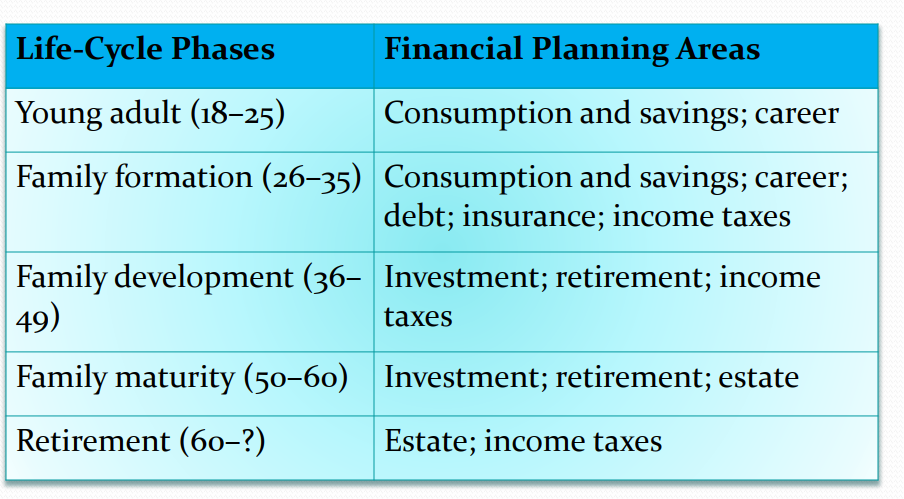 Life-Cycle Phases
Financial Planning Areas
Young adult (18–25)
Consumption and savings; career
Family formation (26–35)
Consumption and savings; career;
debt; insurance; income taxes
Family development (36–
49)
Investment; retirement; income
taxes
Family maturity (50–60)
Investment; retirement; estate
Retirement (60–?)
Estate; income taxes